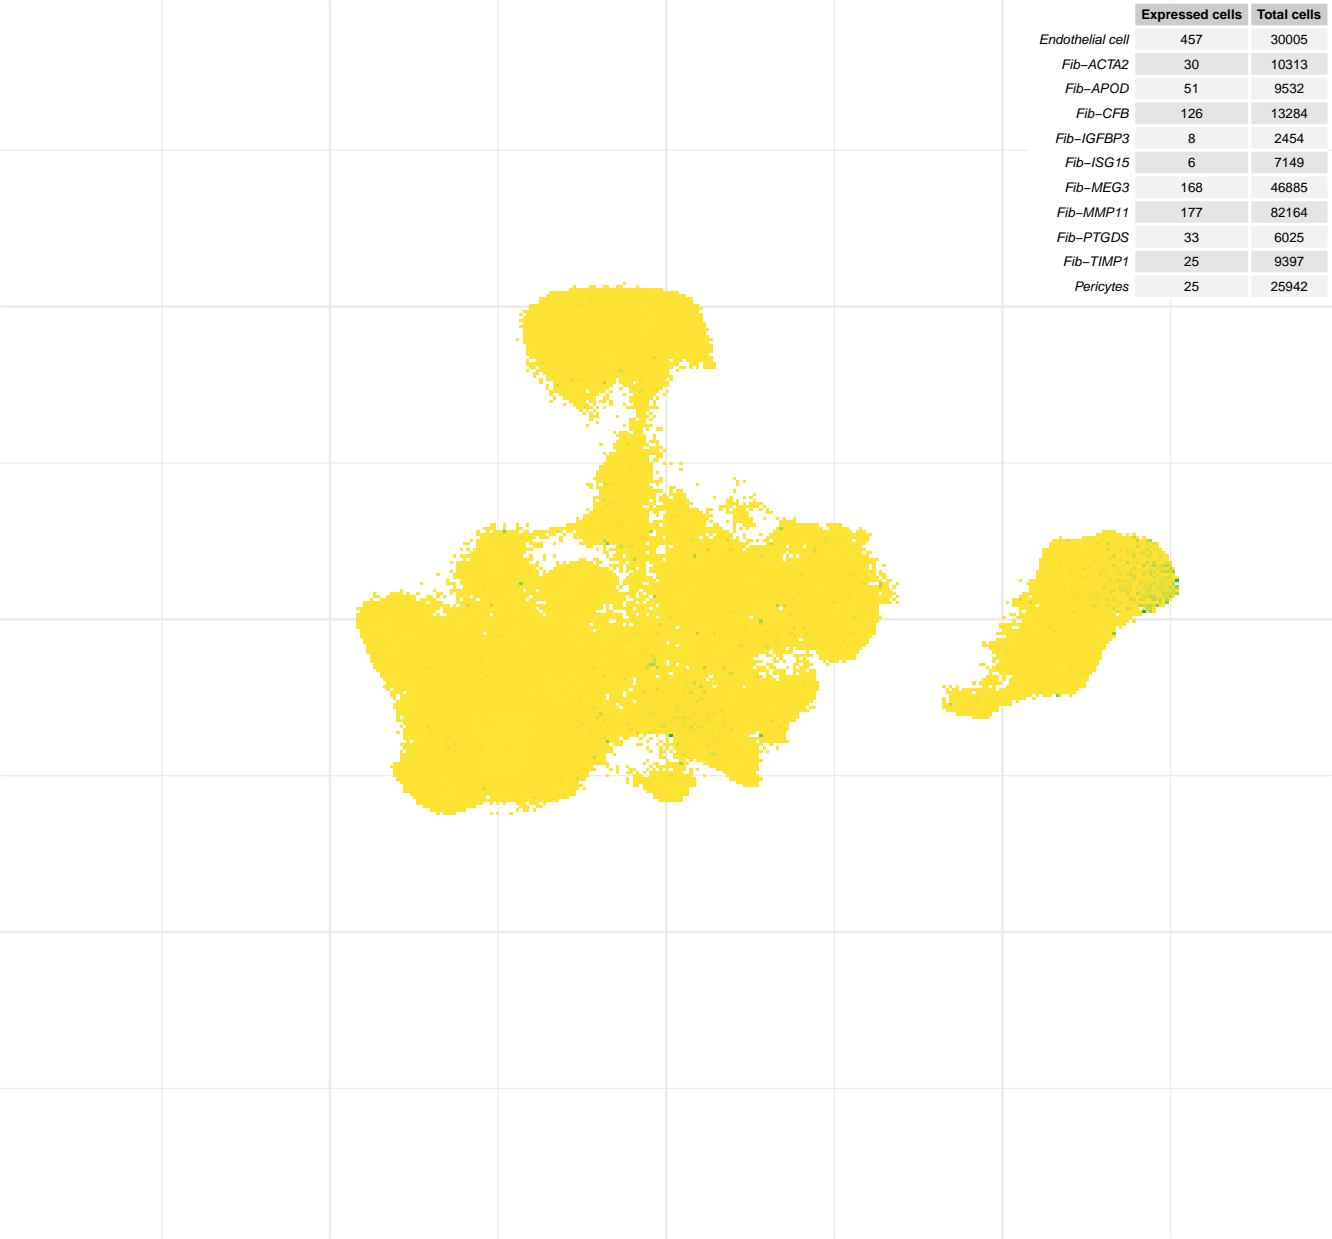 Expressed cells Total cells
Endothelial cell 457 30005
Fib−ACTA2 30 10313
Fib−APOD 51 9532
Fib−CFB 126 13284
Fib−IGFBP3 8 2454
Fib−ISG15 6 7149
Fib−MEG3 168 46885
Fib−MMP11 177 82164
Fib−PTGDS 33 6025
Fib−TIMP1 25 9397
Pericytes 25 25942